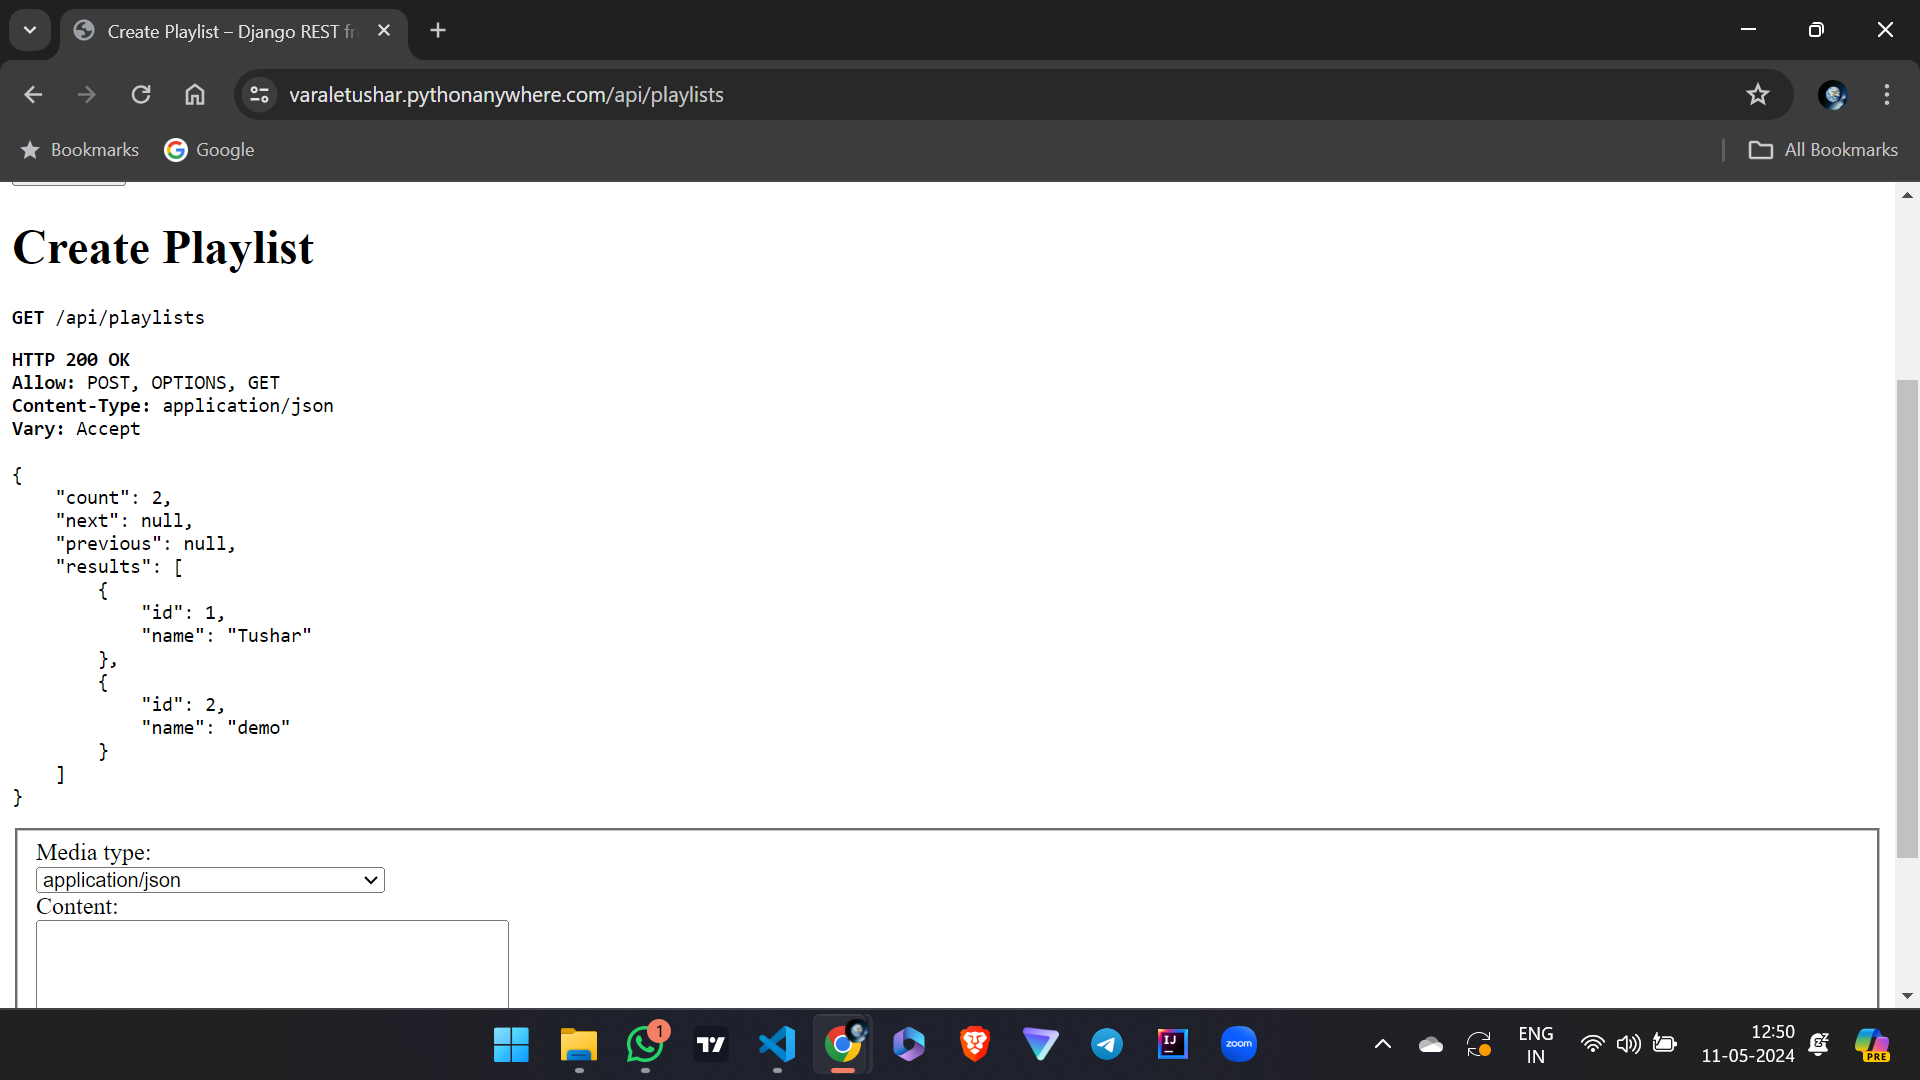 Create Playlist – Django REST fr
varaletushar.pythonanywhere.com/api/playlists
Bookmarks
Google
All Bookmarks
Create Playlist
GET /api/playlists
HTTP 200 OK
Allow: POST, OPTIONS, GET
Content-Type: application/json
Vary: Accept
{
    "count": 2,
    "next": null,
    "previous": null,
    "results": [
        {
            "id": 1,
            "name": "Tushar"
        },
        {
            "id": 2,
            "name": "demo"
        }
    ]
}
Media type:
application/json
Content:
1
IJ
zoom
ENG
IN
12:50
11-05-2024
PRE